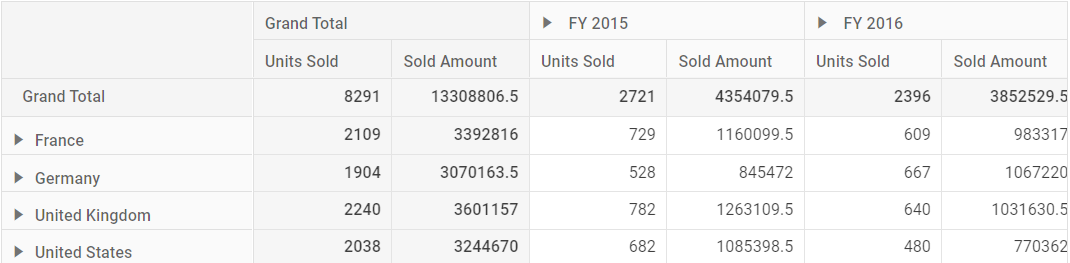 Grand Total FY 2015 FY 2016
Units Sold Sold Amount Units Sold Sold Amount Units Sold Sold Amount
Grand Total 8291 13308806.5 2721 4354079.5 2396 3852529.5
France 2109 3392816 729 1160099.5 609 983317
Germany 1904 3070163.5 528 845472 667 1067220
United Kingdom 2240 3601157 782 1263109.5 640 1031630.5
United States 2038 3244670 682 1085398.5 480 770362